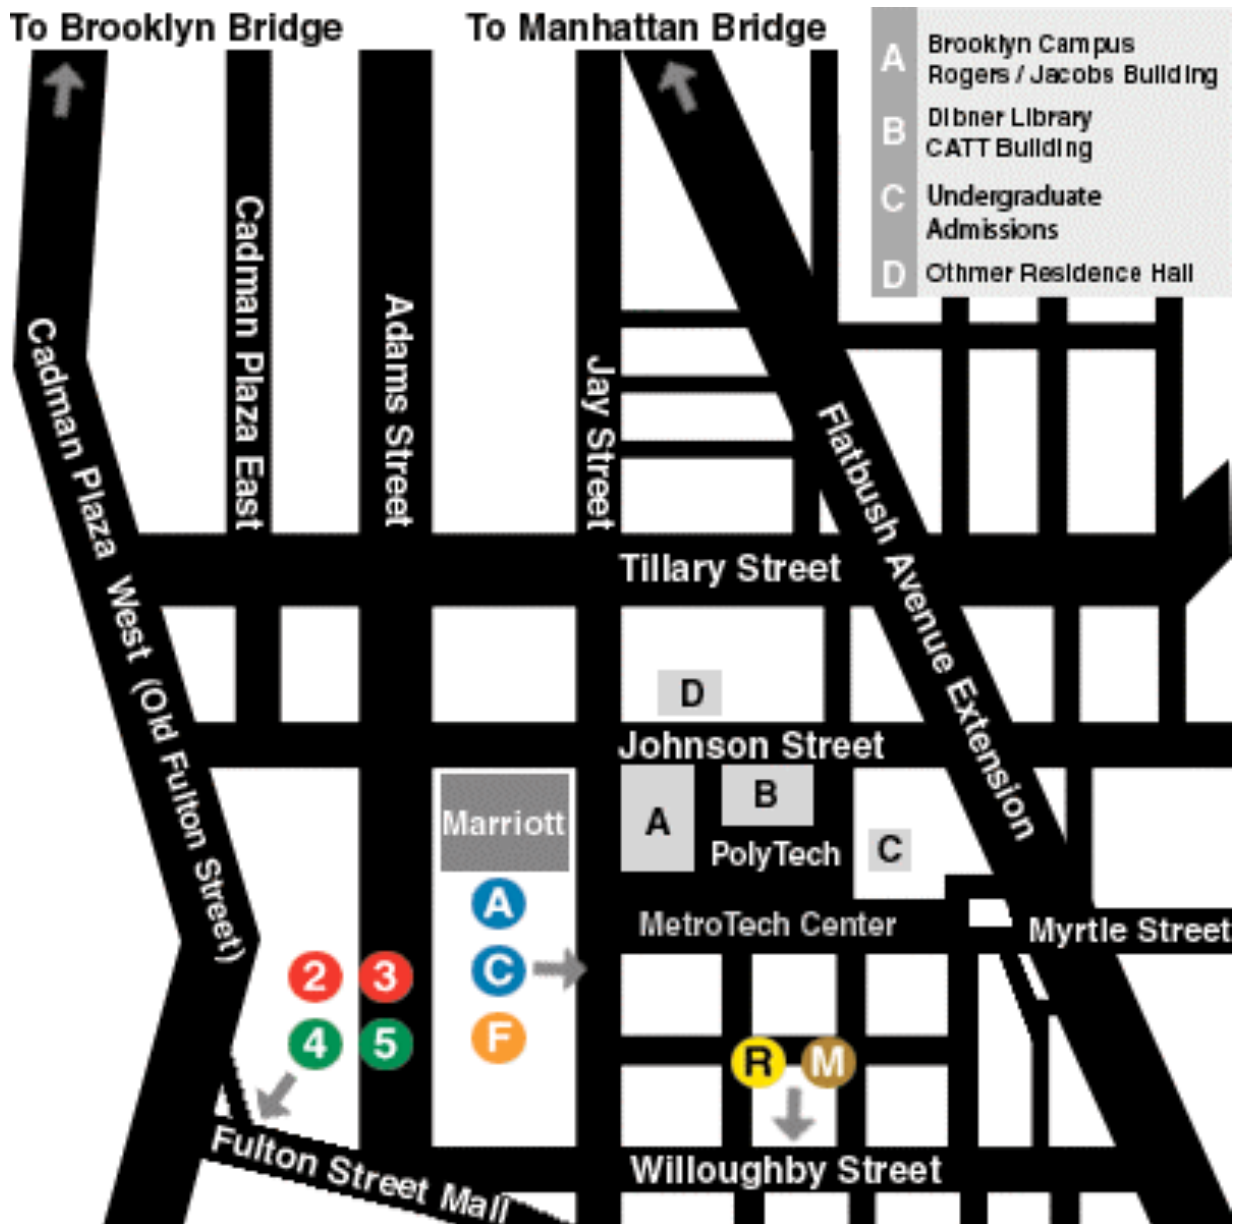 To Brooklyn Bridge
To Manhattan Bridge
A
Brooklyn Campus
Rogers / Jacobs Building
B
Dibner Library
CATT Building
C
Undergraduate
Admissions
D
Othmer Residence Hall
Cadman Plaza West (Old Fulton Street)
Cadman Plaza East
Adams Street
Jay Street
Flatbush Avenue Extension
Tillary Street
D
Johnson Street
Marriott
A
B
PolyTech
C
A
MetroTech Center
Myrtle Street
2
3
C
4
5
F
R
M
Fulton Street Mall
Willoughby Street